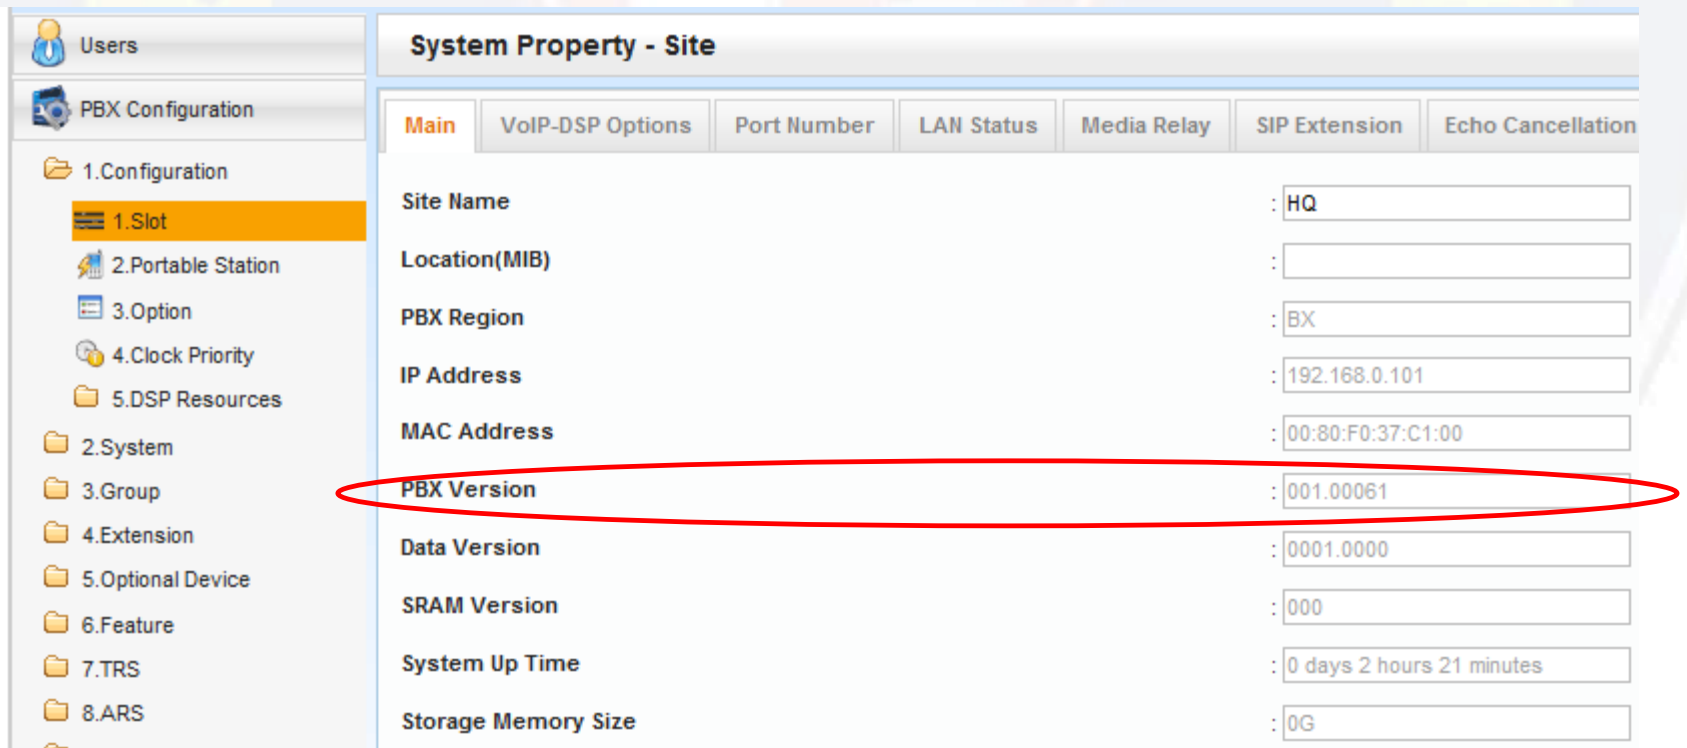 Users
PBX Configuration
1.Configuration
1.Slot
2.Portable Station
3.Option
4.Clock Priority
5.DSP Resources
2.System
3.Group
4.Extension
5.Optional Device
6.Feature
7.TRS
8.ARS
System Property - Site
Main VoIP-DSP Options Port Number LAN Status Media Relay SIP Extension Echo Cancellation
Site Name : HQ
Location(MIB) :
PBX Region : BX
IP Address : 192.168.0.101
MAC Address : 00:80:F0:37:C1:00
PBX Version : 001.00061
Data Version : 0001.0000
SRAM Version : 000
System Up Time : 0 days 2 hours 21 minutes
Storage Memory Size : 0G